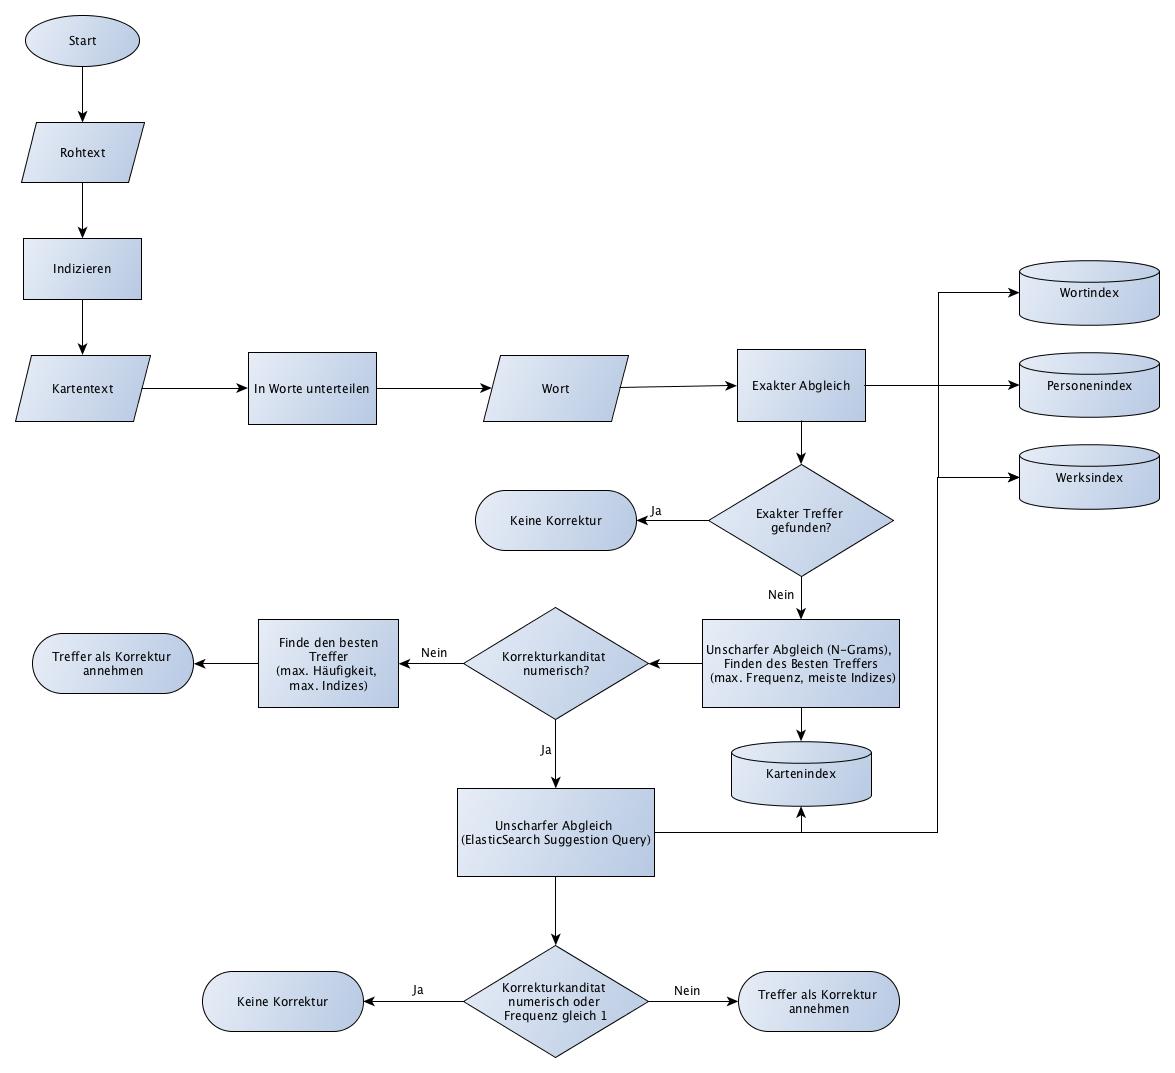 Start
Rohtext
Indizieren
Kartentext
In Worte unterteilen
Wort
Exakter Abgleich
Wortindex
Personenindex
Werksindex
Exakter Treffer
gefunden?
Ja
Keine Korrektur
Nein
Unscharfer Abgleich (N-Grams),
Finden des Besten Treffers
(max. Frequenz, meiste Indizes)
Kartenindex
Korrekturkanditat
numerisch?
Nein
Finde den besten
Treffer
(max. Häufigkeit,
max. Indizes)
Treffer als Korrektur
annehmen
Ja
Unscharfer Abgleich
(ElasticSearch Suggestion Query)
Korrekturkanditat
numerisch oder
Frequenz gleich 1
Ja
Keine Korrektur
Nein
Treffer als Korrektur
annehmen